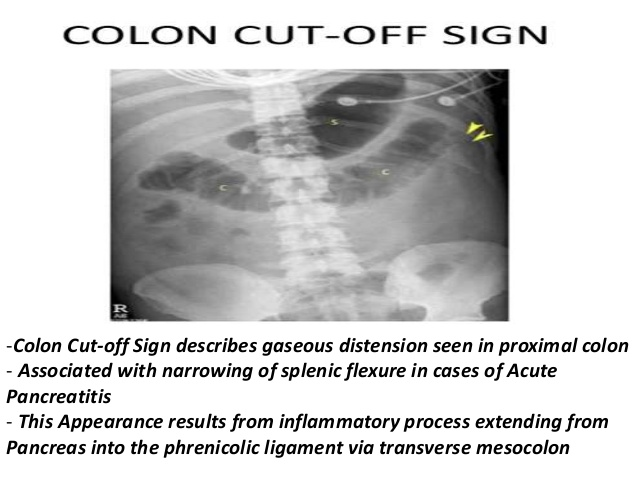 COLON CUT-OFF SIGN
S
C
C
R
-Colon Cut-off Sign describes gaseous distension seen in proximal colon
- Associated with narrowing of splenic flexure in cases of Acute
Pancreatitis
- This Appearance results from inflammatory process extending from
Pancreas into the phrenicolic ligament via transverse mesocolon